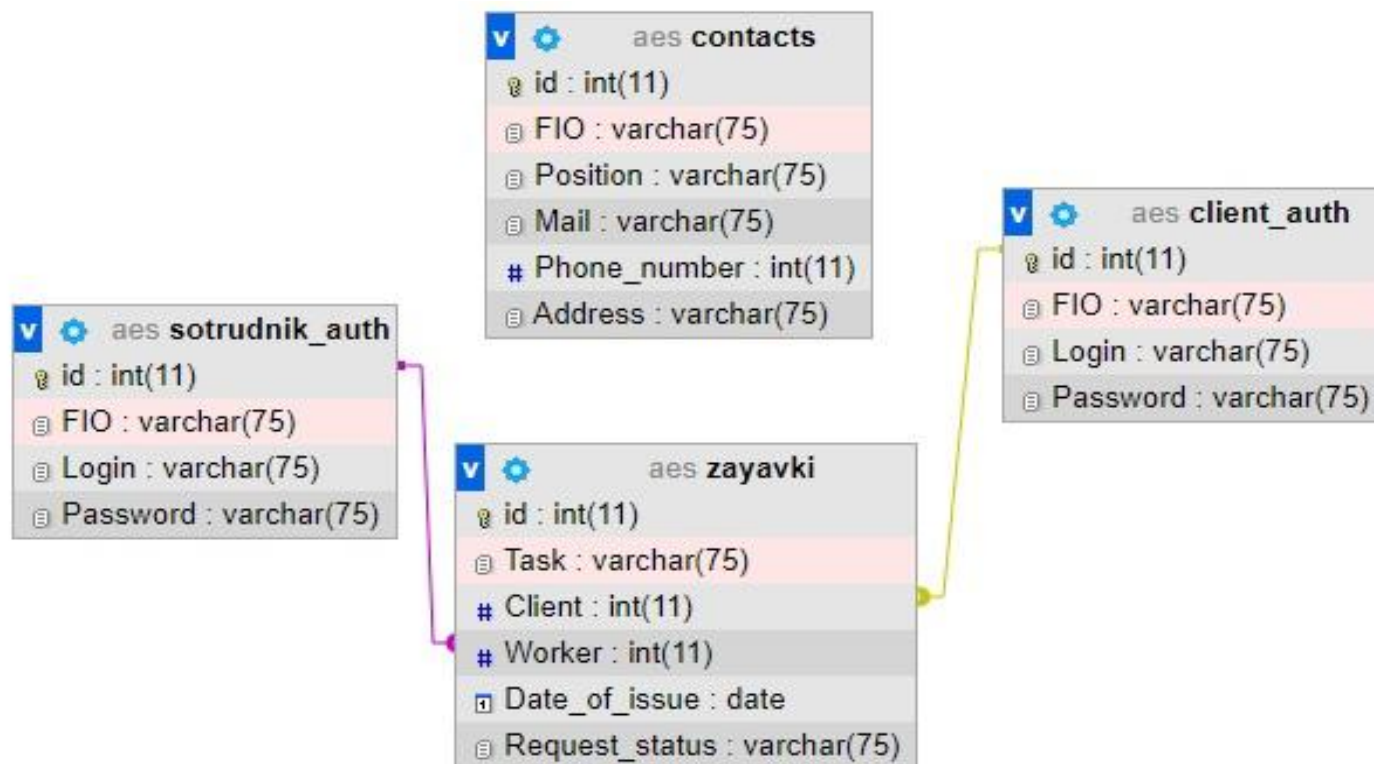 v aes contacts
id : int(11)
FIO : varchar(75)
Position : varchar(75)
Mail : varchar(75)
# Phone_number : int(11)
Address : varchar(75)
v aes client_auth
id : int(11)
FIO : varchar(75)
Login : varchar(75)
Password : varchar(75)
v aes sotrudnik_auth
id : int(11)
FIO : varchar(75)
Login : varchar(75)
Password : varchar(75)
v aes zayavki
id : int(11)
Task : varchar(75)
# Client : int(11)
# Worker : int(11)
Date_of_issue : date
Request_status : varchar(75)